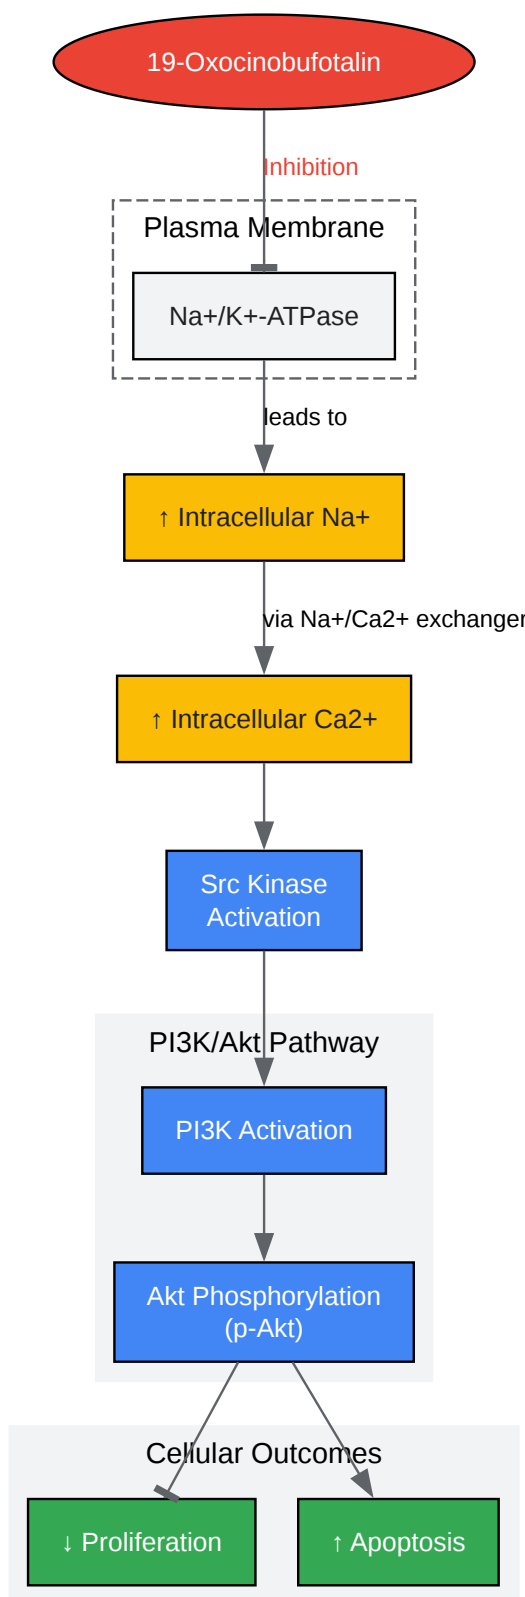 19-Oxocinobufotalin
Inhibition
Plasma Membrane
Na+/K+-ATPase
leads to
↑ Intracellular Na+
via Na+/Ca2+ exchanger
↑ Intracellular Ca2+
Src Kinase
Activation
PI3K/Akt Pathway
PI3K Activation
Akt Phosphorylation
(p-Akt)
Cellular Outcomes
↓ Proliferation
↑ Apoptosis